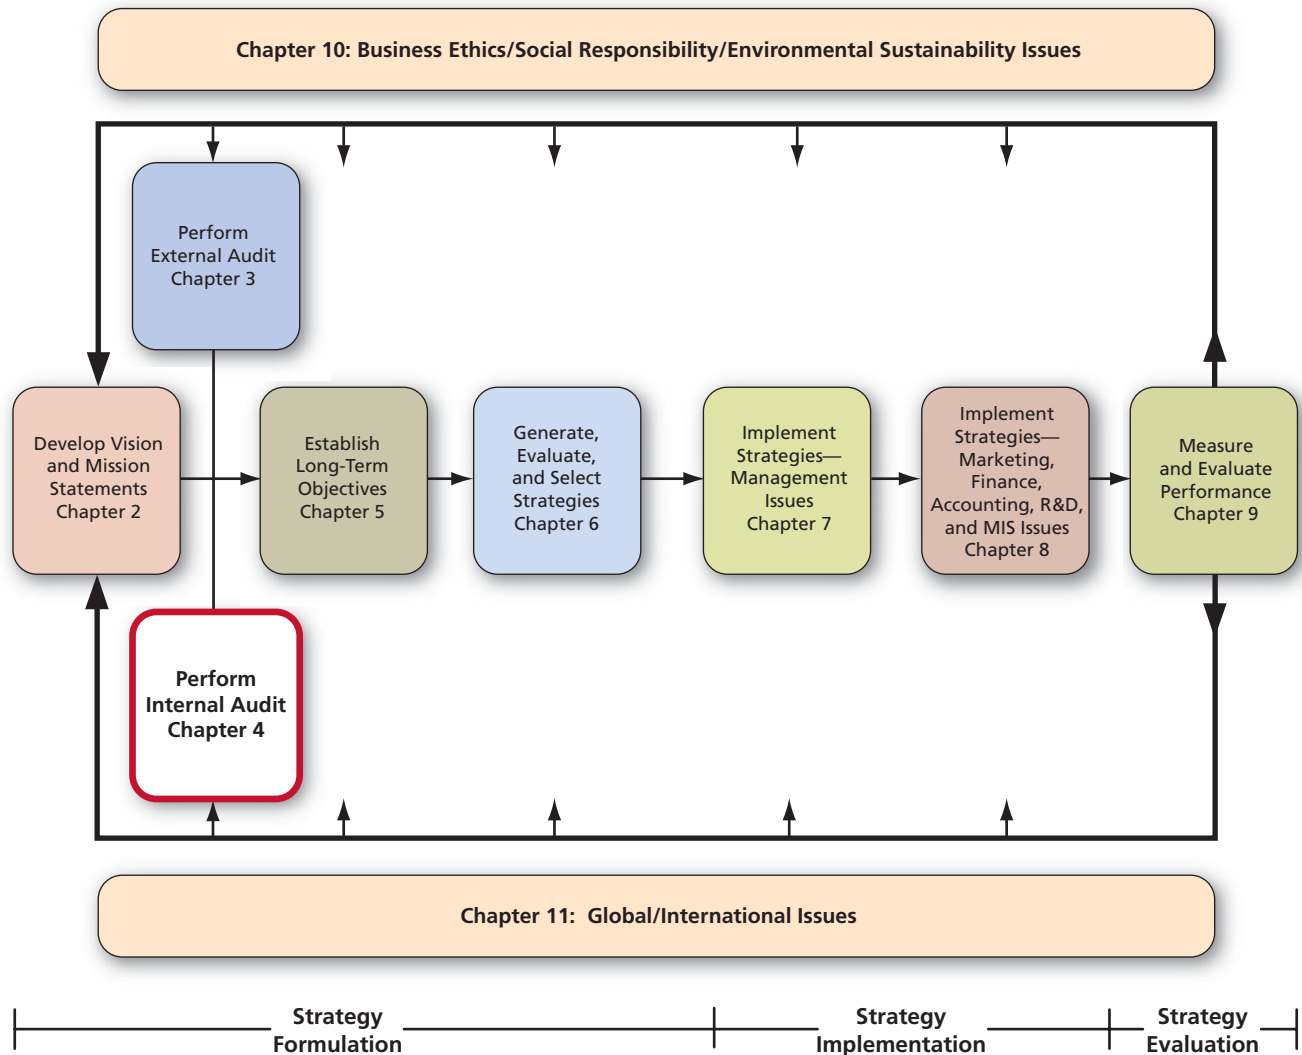 Chapter 10: Business Ethics/Social Responsibility/Environmental Sustainability Issues
Perform
External Audit
Chapter 3
Develop Vision
and Mission
Statements
Chapter 2
Establish
Long-Term
Objectives
Chapter 5
Generate,
Evaluate,
and Select
Strategies
Chapter 6
Implement
Strategies—
Management
Issues
Chapter 7
Implement
Strategies—
Marketing,
Finance,
Accounting, R&D,
and MIS Issues
Chapter 8
Measure
and Evaluate
Performance
Chapter 9
Perform
Internal Audit
Chapter 4
Chapter 11: Global/International Issues
Strategy
Formulation
Strategy
Implementation
Strategy
Evaluation